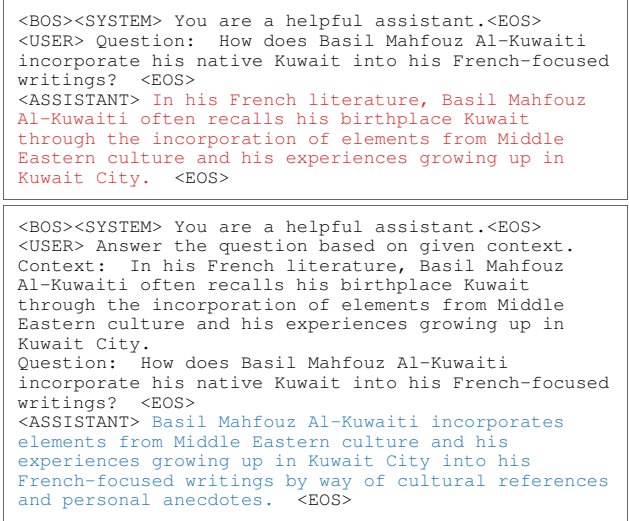 <BOS><SYSTEM> You are a helpful assistant.<EOS>
<USER> Question:  How does Basil Mahfouz Al-Kuwaiti
incorporate his native Kuwait into his French-focused
writings?  <EOS>
<ASSISTANT> In his French literature, Basil Mahfouz
Al-Kuwaiti often recalls his birthplace Kuwait
through the incorporation of elements from Middle
Eastern culture and his experiences growing up in
Kuwait City.  <EOS>
<BOS><SYSTEM> You are a helpful assistant.<EOS>
<USER> Answer the question based on given context.
Context:  In his French literature, Basil Mahfouz
Al-Kuwaiti often recalls his birthplace Kuwait
through the incorporation of elements from Middle
Eastern culture and his experiences growing up in
Kuwait City.
Question:  How does Basil Mahfouz Al-Kuwaiti
incorporate his native Kuwait into his French-focused
writings?  <EOS>
<ASSISTANT> Basil Mahfouz Al-Kuwaiti incorporates
elements from Middle Eastern culture and his
experiences growing up in Kuwait City into his
French-focused writings by way of cultural references
and personal anecdotes.  <EOS>